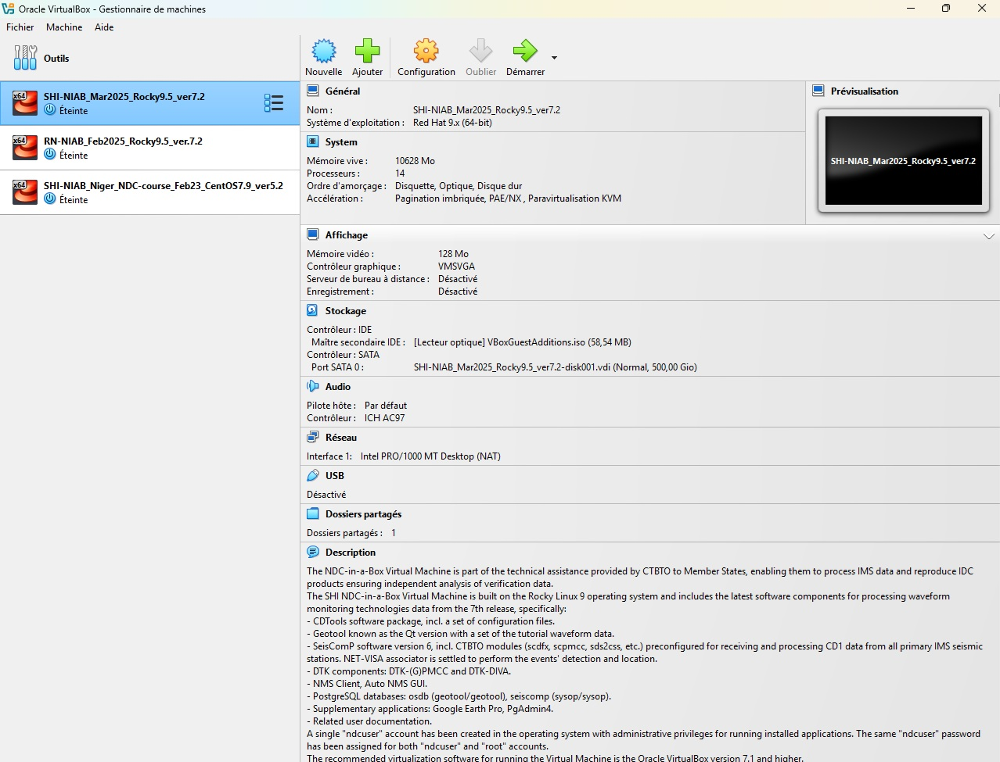 Oracle VirtualBox - Gestionnaire de machines
Fichier Machine Aide
Outils
Nouvelle Ajouter Configuration Oublier Démarrer
x64 SHI-NIAB_Mar2025_Rocky9.5_ver7.2
Éteinte
x64 RN-NIAB_Feb2025_Rocky9.5_ver.7.2
Éteinte
x64 SHI-NIAB_Niger_NDC-course_Feb23_CentOS7.9_ver5.2
Éteinte
Général
Nom : SHI-NIAB_Mar2025_Rocky9.5_ver7.2
Système d'exploitation : Red Hat 9.x (64-bit)
System
Mémoire vive : 10628 Mo
Processeurs : 14
Ordre d'amorçage : Disquette, Optique, Disque dur
Accélération : Pagination imbriquée, PAE/NX , Paravirtualisation KVM
Prévisualisation
SHI-NIAB_Mar2025_Rocky9.5_ver7.2
Affichage
Mémoire vidéo : 128 Mo
Contrôleur graphique : VMSVGA
Serveur de bureau à distance : Désactivé
Enregistrement : Désactivé
Stockage
Contrôleur : IDE
Maître secondaire IDE : [Lecteur optique] VBoxGuestAdditions.iso (58,54 MB)
Contrôleur : SATA
Port SATA 0 : SHI-NIAB_Mar2025_Rocky9.5_ver7.2-disk001.vdi (Normal, 500,00 Gio)
Audio
Pilote hôte : Par défaut
Contrôleur : ICH AC97
Réseau
Interface 1: Intel PRO/1000 MT Desktop (NAT)
USB
Désactivé
Dossiers partagés
Dossiers partagés : 1
Description
The NDC-in-a-Box Virtual Machine is part of the technical assistance provided by CTBTO to Member States, enabling them to process IMS data and reproduce IDC
products ensuring independent analysis of verification data.
The SHI NDC-in-a-Box Virtual Machine is built on the Rocky Linux 9 operating system and includes the latest software components for processing waveform
monitoring technologies data from the 7th release, specifically:
- CDTools software package, incl. a set of configuration files.
- Geotool known as the Qt version with a set of the tutorial waveform data.
- SeisComP software version 6, incl. CTBTO modules (scdfx, scpmcc, sds2css, etc.) preconfigured for receiving and processing CD1 data from all primary IMS seismic
stations. NET-VISA associator is settled to perform the events' detection and location.
- DTK components: DTK-(G)PMCC and DTK-DIVA.
- NMS Client, Auto NMS GUI.
- PostgreSQL databases: osdb (geotool/geotool), seiscomp (sysop/sysop).
- Supplementary applications: Google Earth Pro, PgAdmin4.
- Related user documentation.
A single "ndcuser" account has been created in the operating system with administrative privileges for running installed applications. The same "ndcuser" password
has been assigned for both "ndcuser" and "root" accounts.
The recommended virtualization software for running the Virtual Machine is the Oracle VirtualBox version 7.1 and higher.